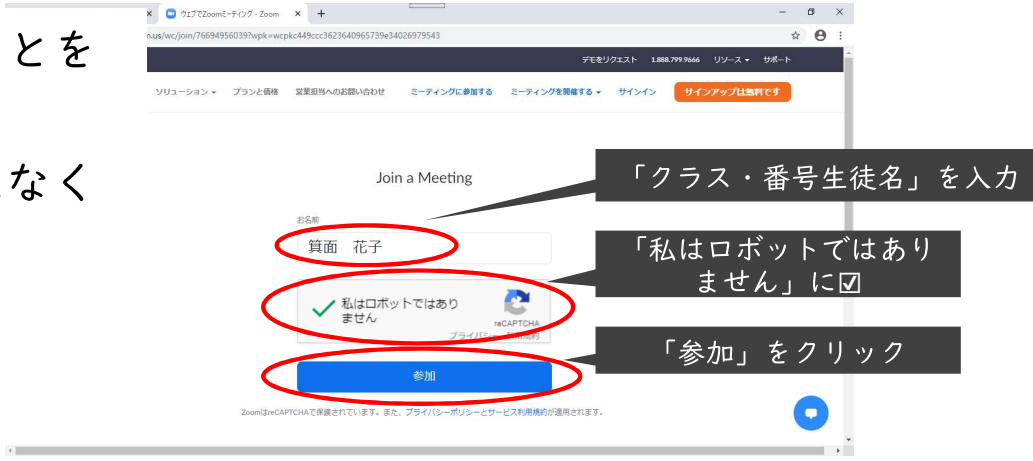 ウェブでZoomミーティング - Zoom
n.us/wc/join/76694956039?wpk=wcpkc449ccc3623640965739e34026979543
とを
デモをリクエスト 1.888.799.9666 リソース サポート
ソリューション プランと価格 営業担当へのお問い合わせ ミーティングに参加する ミーティングを開催する サインイン サインアップは無料です
なく
Join a Meeting
「クラス・番号生徒名」を入力
お名前
箕面 花子
「私はロボットではあり
ません」に☑
私はロボットではあり
ません
reCAPTCHA
プライバシー 利用規約
「参加」をクリック
参加
ZoomはreCAPTCHAで保護されています。また、プライバシーポリシーとサービス利用規約が適用されます。